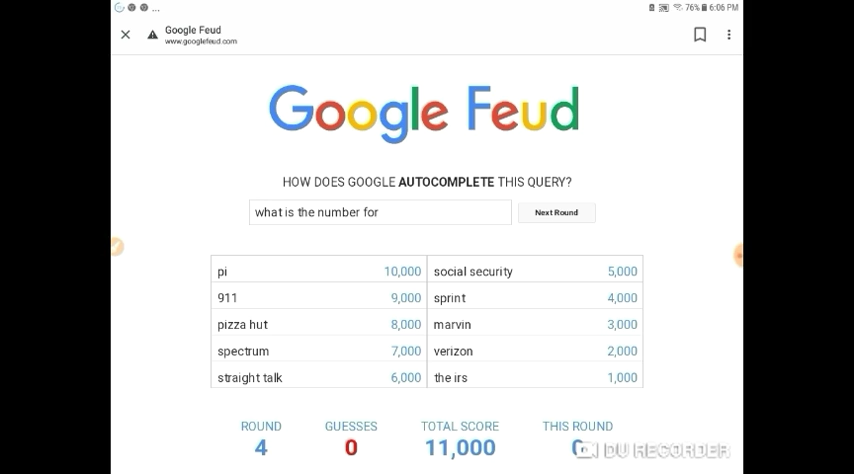 ... 76% 6:06 PM
Google Feud
www.googlefeud.com
Google Feud
HOW DOES GOOGLE AUTOCOMPLETE THIS QUERY?
what is the number for Next Round
pi 10,000 social security 5,000
911 9,000 sprint 4,000
pizza hut 8,000 marvin 3,000
spectrum 7,000 verizon 2,000
straight talk 6,000 the irs 1,000
ROUND GUESSES TOTAL SCORE THIS ROUND
4 0 11,000 0
DU RECORDER